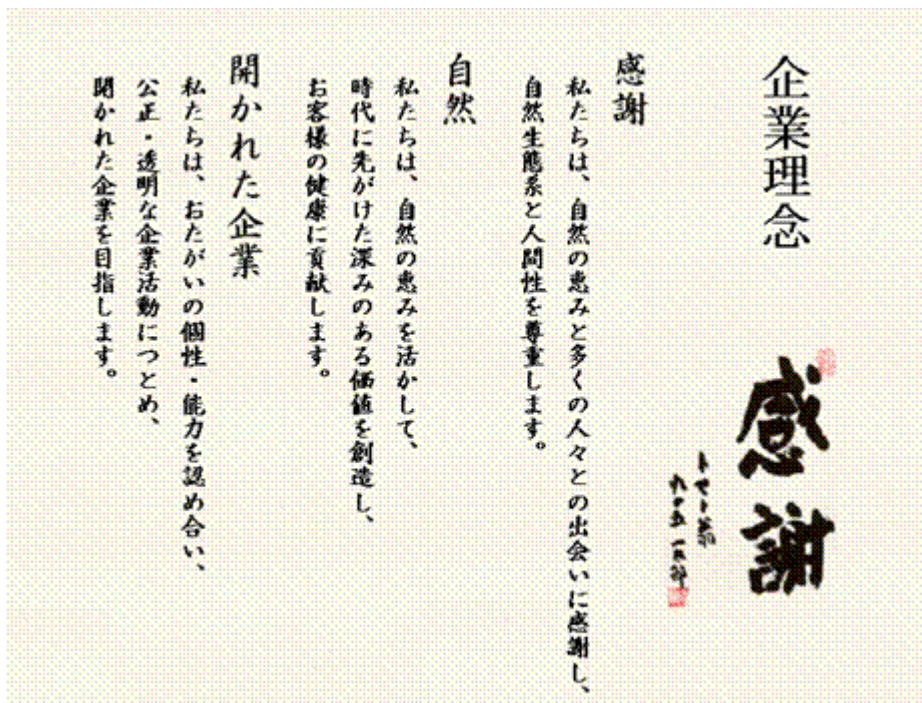 企業理念
感謝
感謝
私たちは、自然の恵みと多くの人々との出会いに感謝し、
自然生態系と人間性を尊重します。
自然
私たちは、自然の恵みを活かして、
時代に先がけた深みのある価値を創造し、
お客様の健康に貢献します。
開かれた企業
私たちは、おたがいの個性・能力を認め合い、
公正・透明な企業活動につとめ、
開かれた企業を目指します。